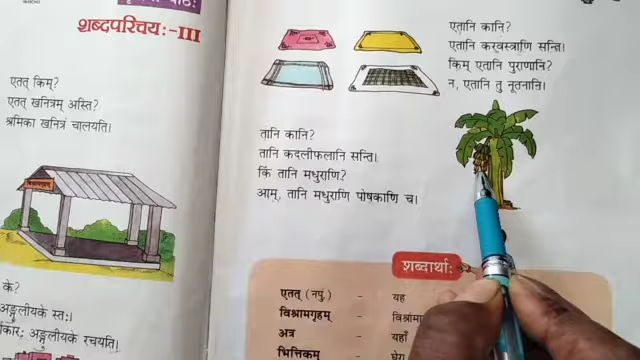 शब्दपरिचयः-III
एतत् किम्?
एतत् खनित्रम् अस्ति?
श्रमिका खनित्रं चालयति।
विश्रामगृहम्
के?
अङ्गुलीयके स्तः।
अङ्गुलीयके रचयति।
एतानि कानि?
एतानि करवस्त्राणि सन्ति।
किम् एतानि पुराणानि?
न, एतानि तु नूतनानि।
तानि कानि?
तानि कदलीफलानि सन्ति।
किं तानि मधुराणि?
आम्, तानि मधुराणि पोषकाणि च।
शब्दार्थाः
एतत् (नपुं) - यह
विश्रामगृहम् -
अत्र - यहाँ
भित्तिकम् -